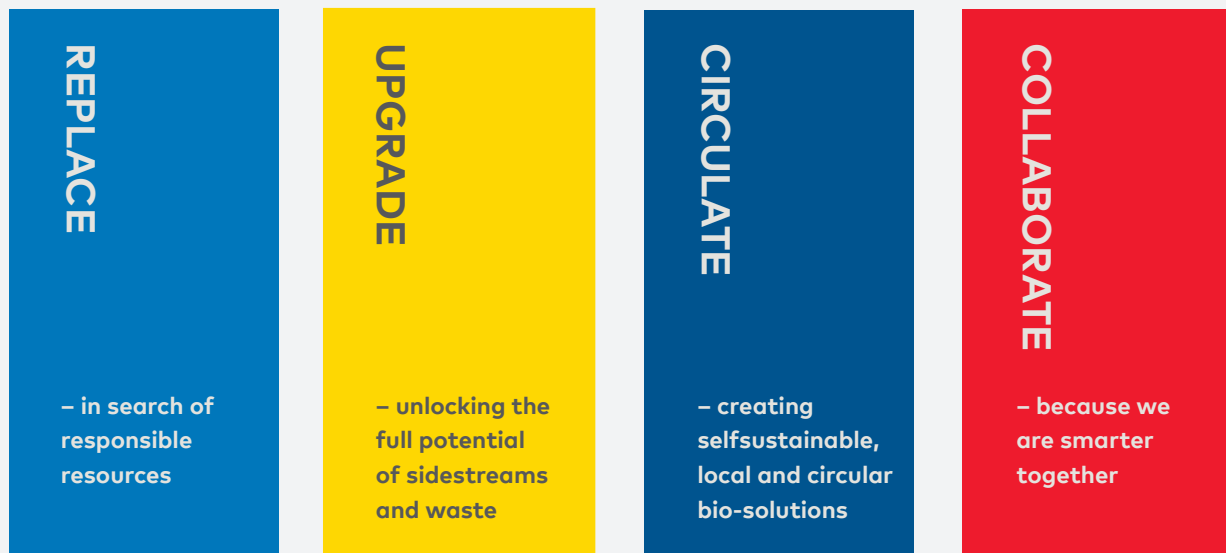 REPLACE
– in search of
responsible
resources
UPGRADE
– unlocking the
full potential
of sidestreams
and waste
CIRCULATE
– creating
selfsustainable,
local and circular
bio-solutions
COLLABORATE
– because we
are smarter
together